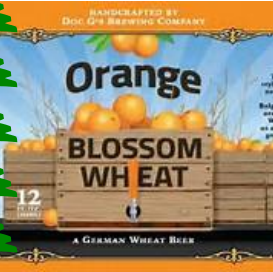 HANDCRAFTED BY
DOC G'S BREWING COMPANY
Orange
BLOSSOM
WHEAT
12
A GERMAN WHEAT BEER